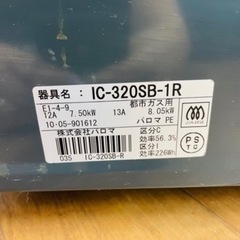 器具名： IC-320SB-1R
E1-4-9 都市ガス用
12A 7.50kW 13A 8.05kW
10·05-901612 パロマ PE
株式会社パロマ 区分C 効率56.3%
035 IC-320SB-R 区分I 効率226Wh
PS
TG